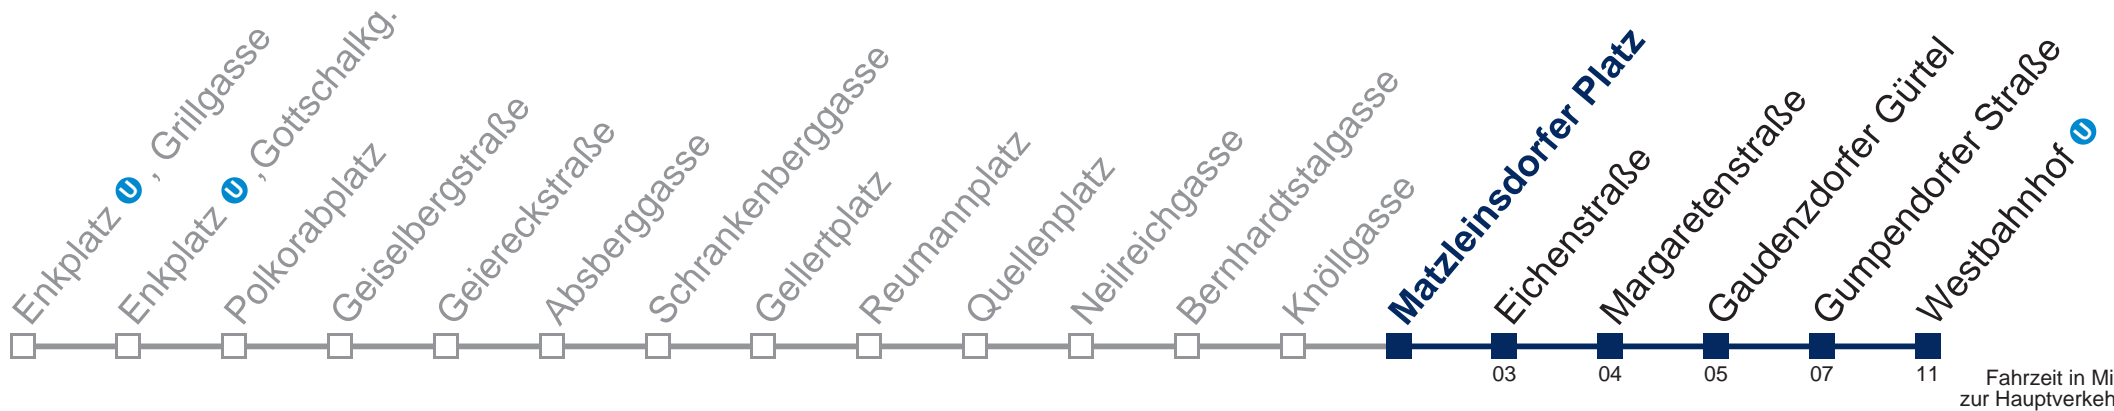 Enkplatz U , Grillgasse
Enkplatz U , Gottschalkg.
Polkorabplatz
Geiselbergstraße
Geiereckstraße
Absberggasse
Schrankenberggasse
Gellertplatz
Reumannplatz
Quellenplatz
Neilreichgasse
Bernhardtstalgasse
Knöllgasse
Matzleinsdorfer Platz
Eichenstraße
Margaretenstraße
Gaudenzdorfer Gürtel
Gumpendorfer Straße
Westbahnhof U
03 04 05 07 11
Fahrzeit in Mi
zur Hauptverkeh